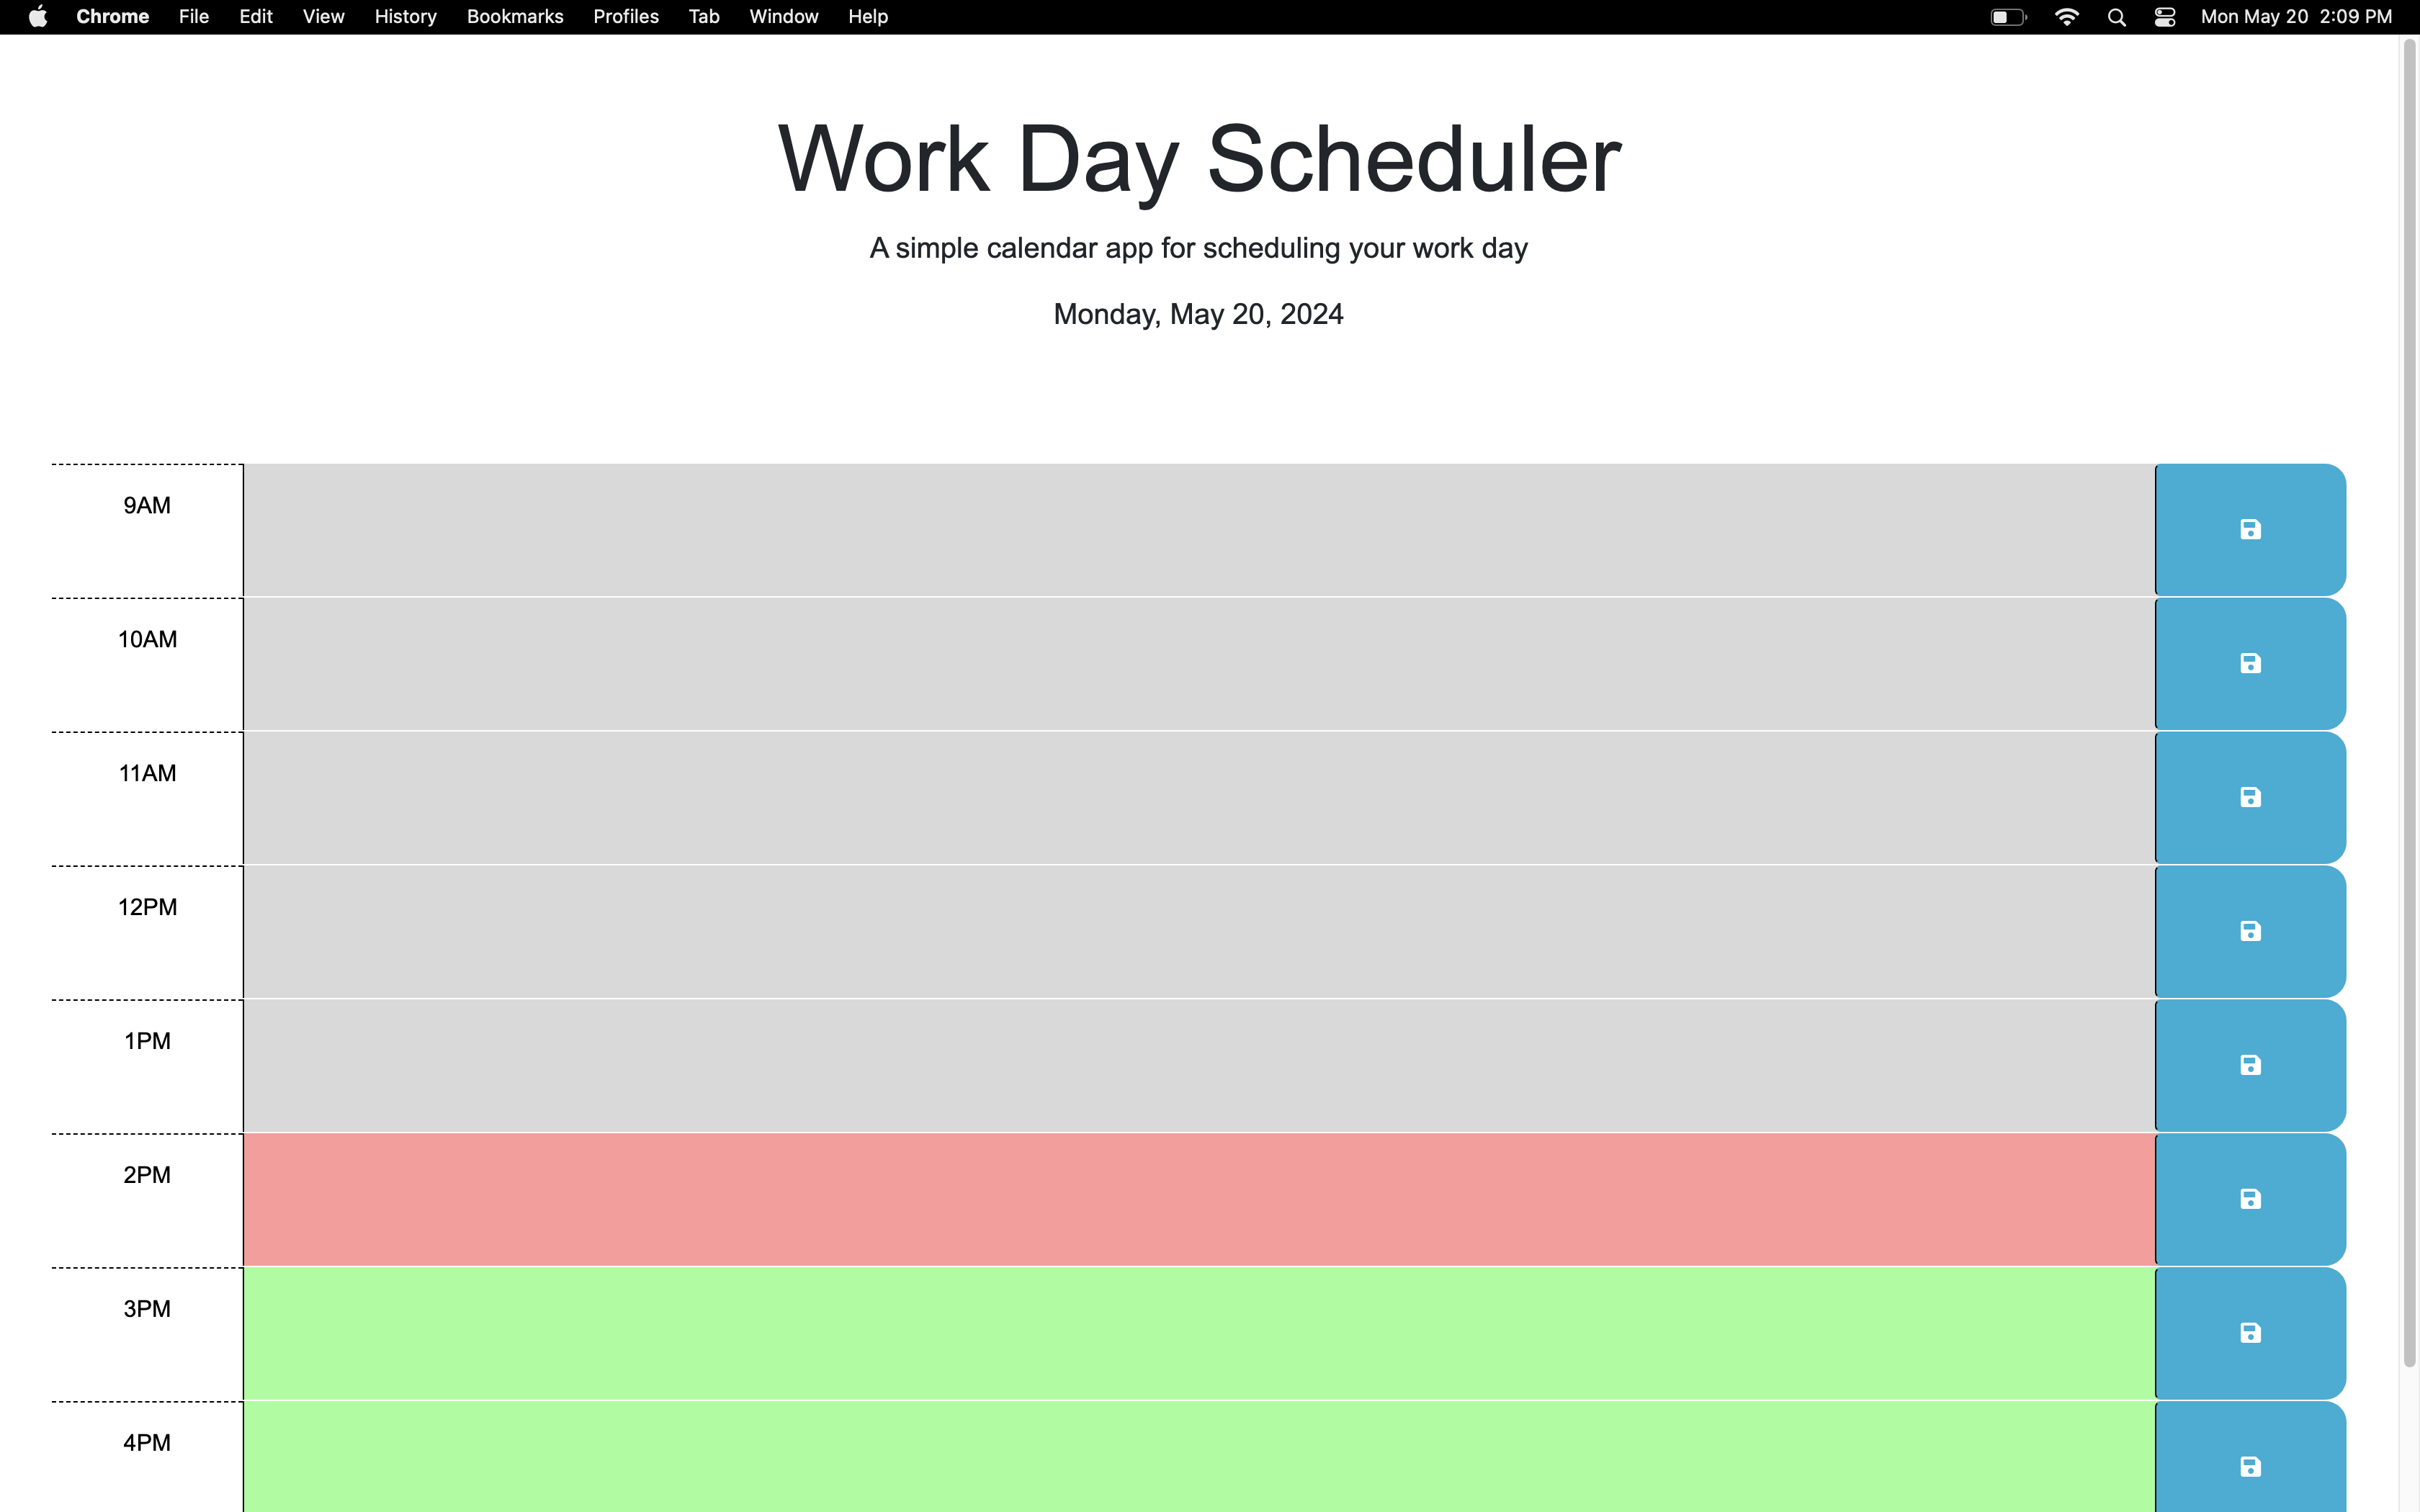 Chrome File Edit View History Bookmarks Profiles Tab Window Help Mon May 20 2:09 PM
Work Day Scheduler
A simple calendar app for scheduling your work day
Monday, May 20, 2024
9AM
10AM
11AM
12PM
1PM
2PM
3PM
4PM